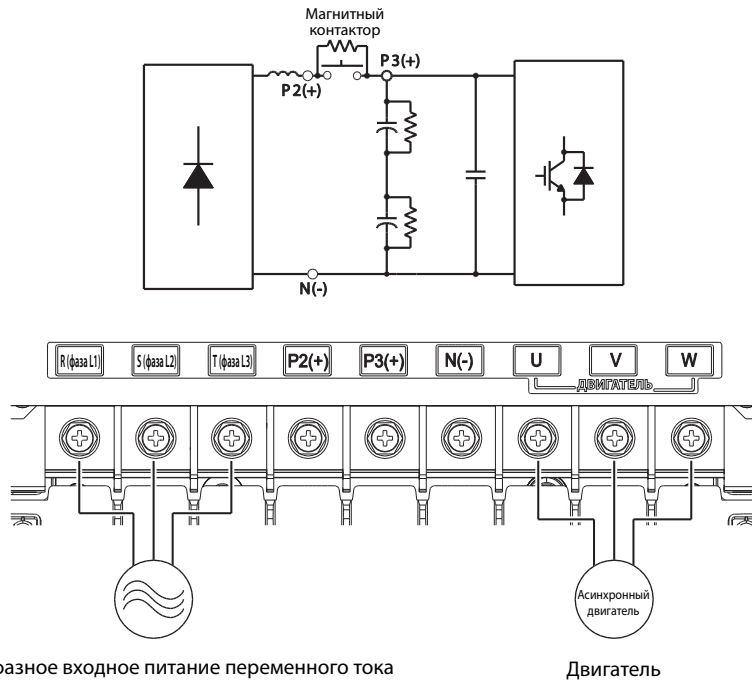 Магнитный
контактор
P3(+)
P2(+)
N(-)
R (фаза L1) S (фаза L2) T (фаза L3) P2(+) P3(+) N(-) U V W
ДВИГАТЕЛЬ
Асинхронный
двигатель
входное питание переменного тока
Двигатель